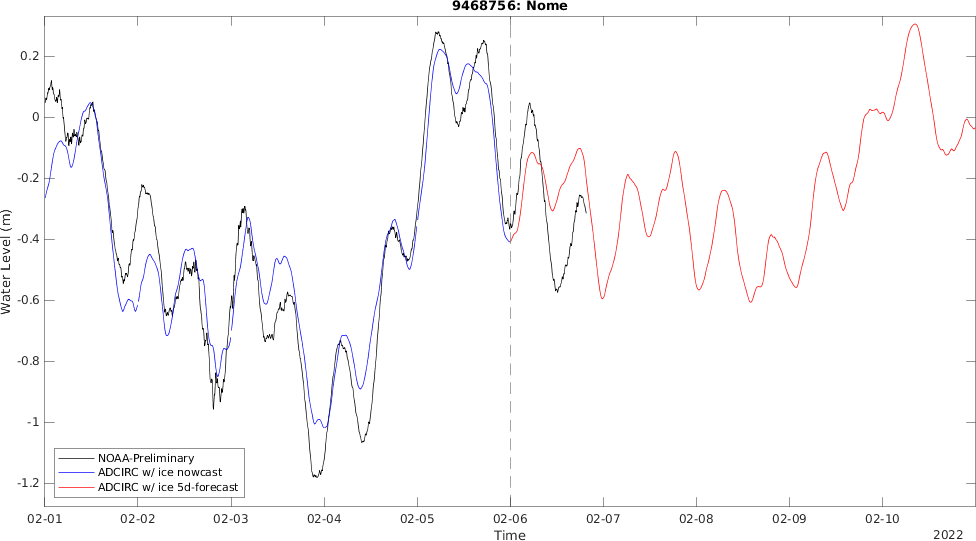 9468756: Nome
Water Level (m)
0.2
0
-0.2
-0.4
-0.6
-0.8
-1
-1.2
NOAA-Preliminary
ADCIRC w/ ice nowcast
ADCIRC w/ ice 5d-forecast
02-01 02-02 02-03 02-04 02-05 02-06 02-07 02-08 02-09 02-10
Time
2022